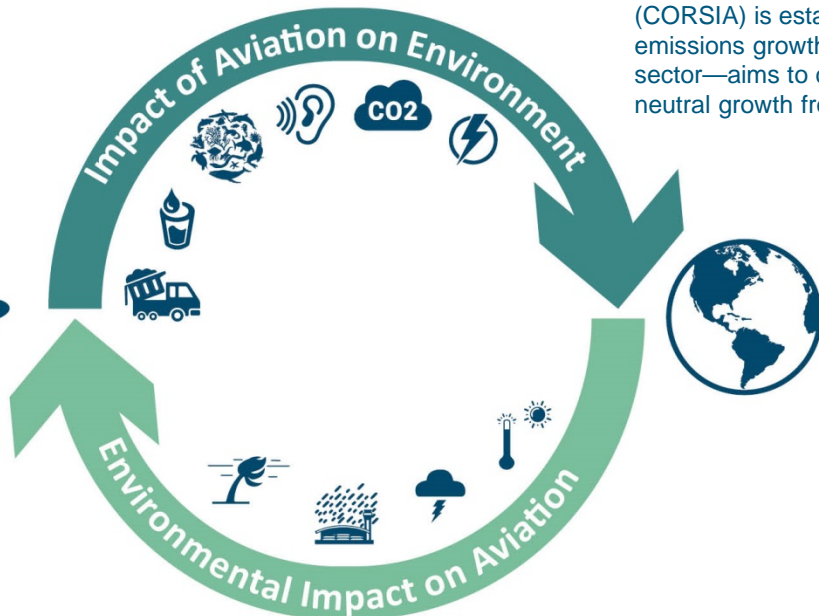 (CORSIA) is esta
emissions growth
sector—aims to
neutral growth fr
Impact of Aviation on Environment
CO2
Environmental Impact on Aviation